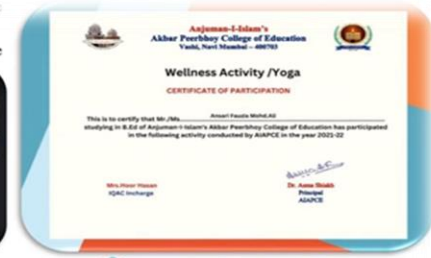 Anjuman-I-Islam's
Akbar Peerbhoy College of Education
Vashi, Navi Mumbai – 400703
Wellness Activity /Yoga
CERTIFICATE OF PARTICIPATION
This is to certify that Mr./Ms. Ansari Fauzia Mohd.Ali
studying in B.Ed of Anjuman-I-Islam's Akbar Peerbhoy College of Education has participated
in the following activity conducted by AIAPCE in the year 2021-22
Mrs.Heer Hasan
IQAC Incharge
Dr. Asma Shaikh
Principal
AIAPCE